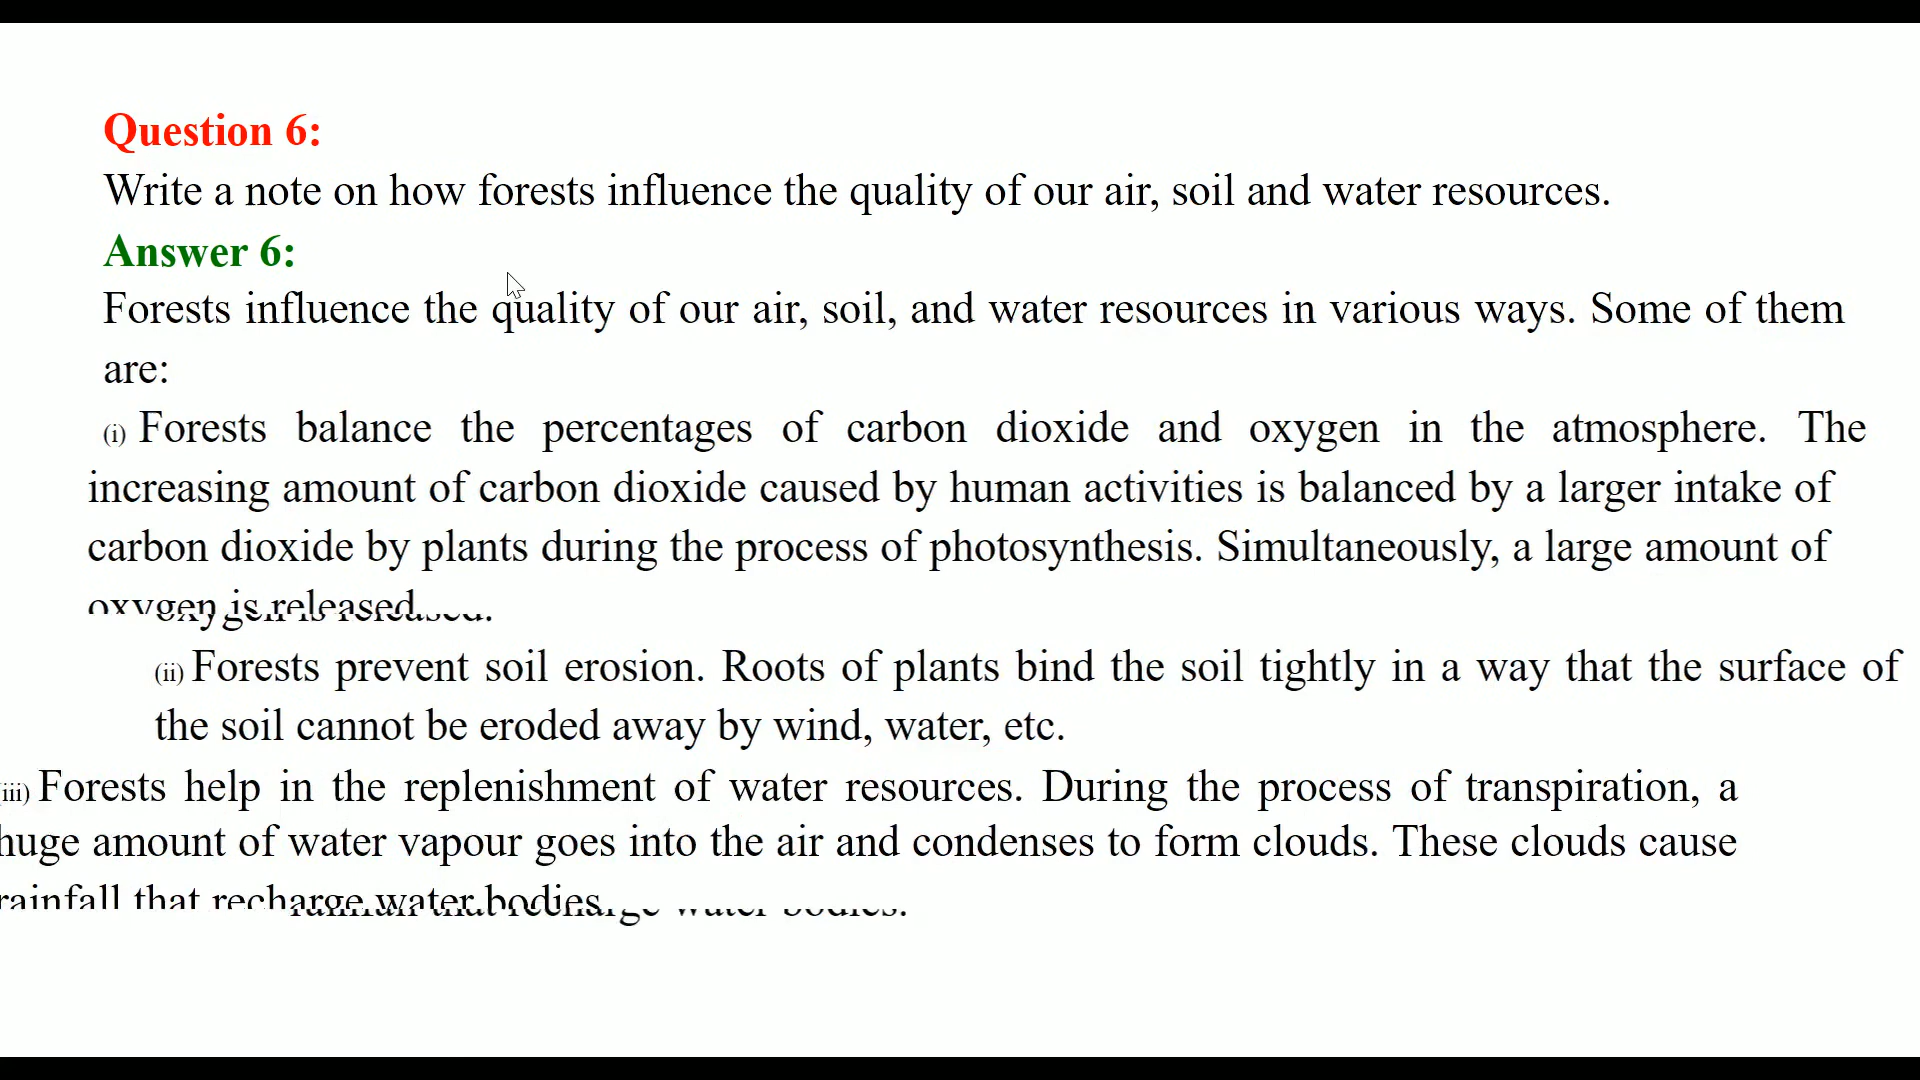 Question 6:
Write a note on how forests influence the quality of our air, soil and water resources.
Answer 6:
Forests influence the quality of our air, soil, and water resources in various ways. Some of them
are:
(i) Forests balance the percentages of carbon dioxide and oxygen in the atmosphere. The
increasing amount of carbon dioxide caused by human activities is balanced by a larger intake of
carbon dioxide by plants during the process of photosynthesis. Simultaneously, a large amount of
oxygen is released.
(ii) Forests prevent soil erosion. Roots of plants bind the soil tightly in a way that the surface of
the soil cannot be eroded away by wind, water, etc.
(iii) Forests help in the replenishment of water resources. During the process of transpiration, a
huge amount of water vapour goes into the air and condenses to form clouds. These clouds cause
rainfall that recharge water bodies.